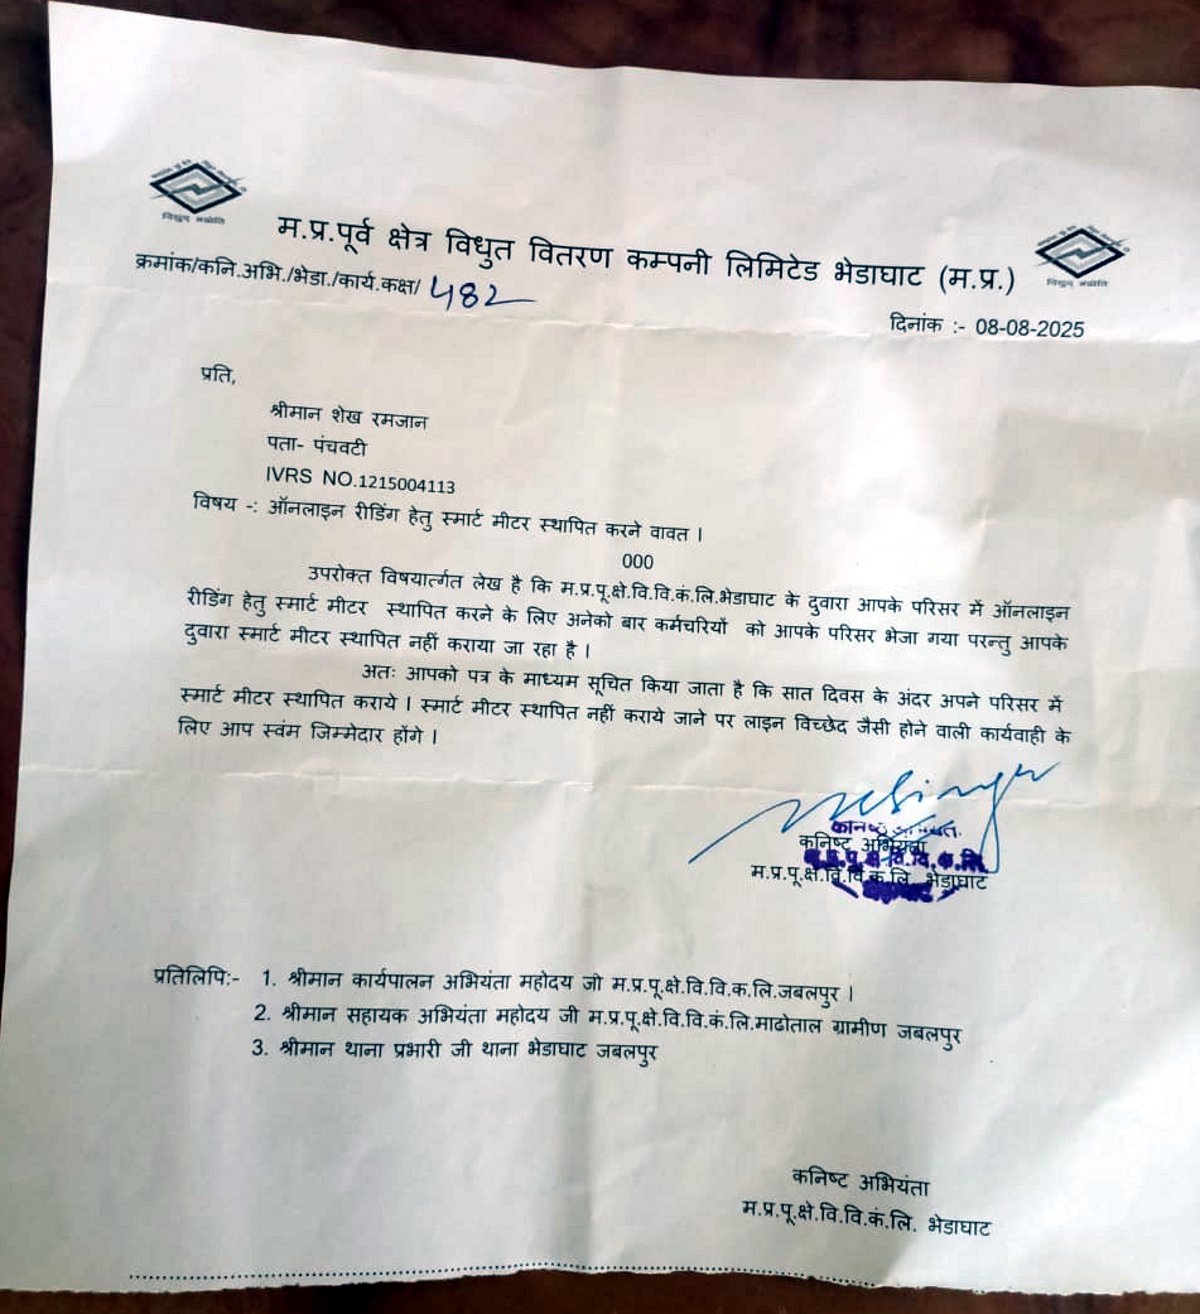 म.प्र.पूर्व क्षेत्र विधुत वितरण कम्पनी लिमिटेड भेडाघाट (म.प्र.)
क्रमांक/कनि.अभि./भेडा./कार्य.कक्ष/ 482
दिनांक :- 08-08-2025
प्रति,
श्रीमान शेख रमजान
पता- पंचवटी
IVRS NO.1215004113
विषय -: ऑनलाइन रीडिंग हेतु स्मार्ट मीटर स्थापित करने वावत ।
000
उपरोक्त विषयार्त्गत लेख है कि म.प्र.पू.क्षे.वि.वि.कं.लि.भेडाघाट के दुवारा आपके परिसर में ऑनलाइन
रीडिंग हेतु स्मार्ट मीटर स्थापित करने के लिए अनेको बार कर्मचरियों को आपके परिसर भेजा गया परन्तु आपके
दुवारा स्मार्ट मीटर स्थापित नहीं कराया जा रहा है ।
अतः आपको पत्र के माध्यम सूचित किया जाता है कि सात दिवस के अंदर अपने परिसर में
स्मार्ट मीटर स्थापित कराये । स्मार्ट मीटर स्थापित नहीं कराये जाने पर लाइन विच्छेद जैसी होने वाली कार्यवाही के
लिए आप स्वंम जिम्मेदार होंगे ।
कनिष्ट अभियंता
म.प्र.पू.क्षे.वि.वि.कं.लि. भेडाघाट
प्रतिलिपि:- 1. श्रीमान कार्यपालन अभियंता महोदय जी म.प्र.पू.क्षे.वि.वि.क.लि.जबलपुर ।
2. श्रीमान सहायक अभियंता महोदय जी म.प्र.पू.क्षे.वि.वि.कं.लि.माढोताल ग्रामीण जबलपुर
3. श्रीमान थाना प्रभारी जी थाना भेडाघाट जबलपुर
कनिष्ट अभियंता
म.प्र.पू.क्षे.वि.वि.कं.लि. भेडाघाट